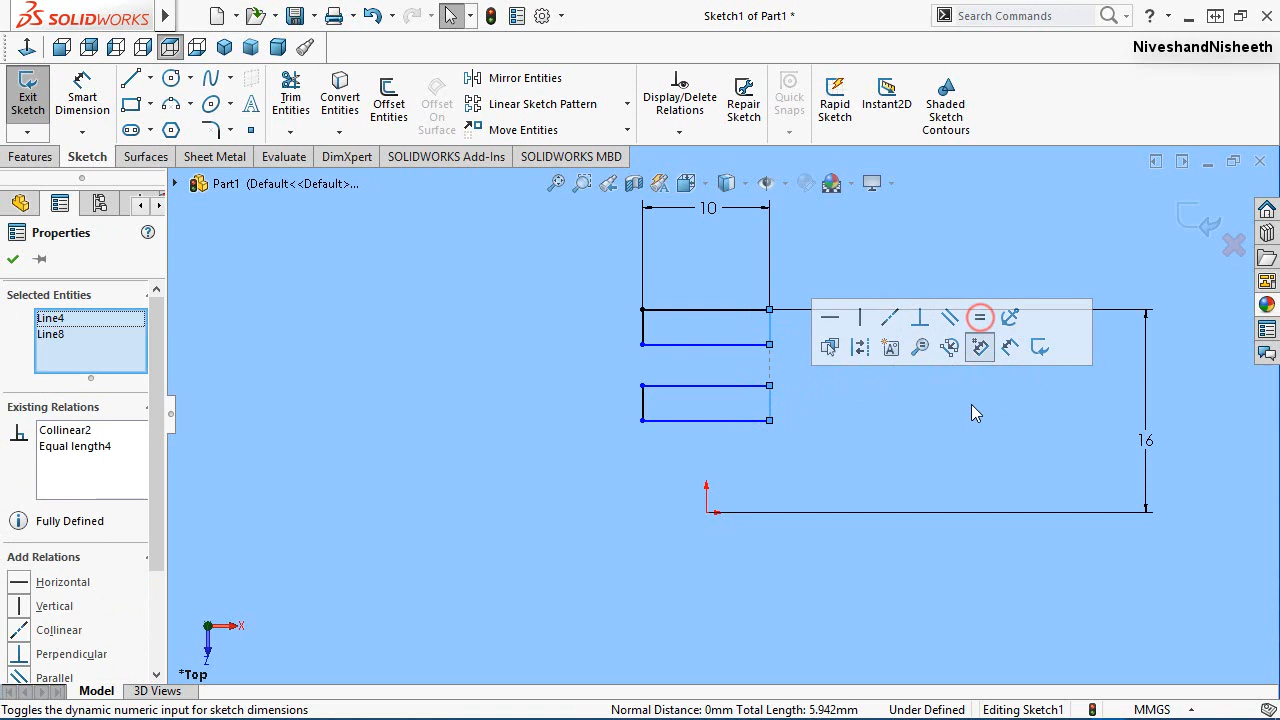 SOLIDWORKS
Sketch1 of Part1 *
Search Commands
?
NiveshandNisheeth
Exit Sketch
Smart Dimension
Trim Entities
Convert Entities
Offset Entities
Offset On Surface
Mirror Entities
Linear Sketch Pattern
Move Entities
Display/Delete Relations
Repair Sketch
Quick Snaps
Rapid Sketch
Instant2D
Shaded Sketch Contours
Features
Sketch
Surfaces
Sheet Metal
Evaluate
DimXpert
SOLIDWORKS Add-Ins
SOLIDWORKS MBD
Part1 (Default<<Default>...
Properties
Selected Entities
Line4
Line8
Existing Relations
Collinear2
Equal length4
Fully Defined
Add Relations
Horizontal
Vertical
Collinear
Perpendicular
Parallel
10
16
X
Z
*Top
Model
3D Views
Toggles the dynamic numeric input for sketch dimensions
Normal Distance: 0mm Total Length: 5.942mm
Under Defined
Editing Sketch1
MMGS